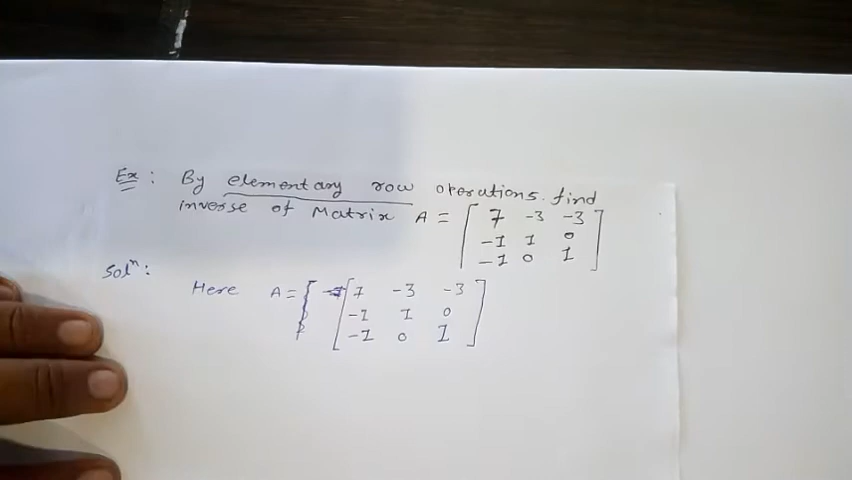 Ex : By elementary row operations. find
inverse of Matrix A = [ 7 -3 -3
-1 1 0
-1 0 1 ]
Solⁿ:
Here A = [ 7 -3 -3
-1 1 0
-1 0 1 ]